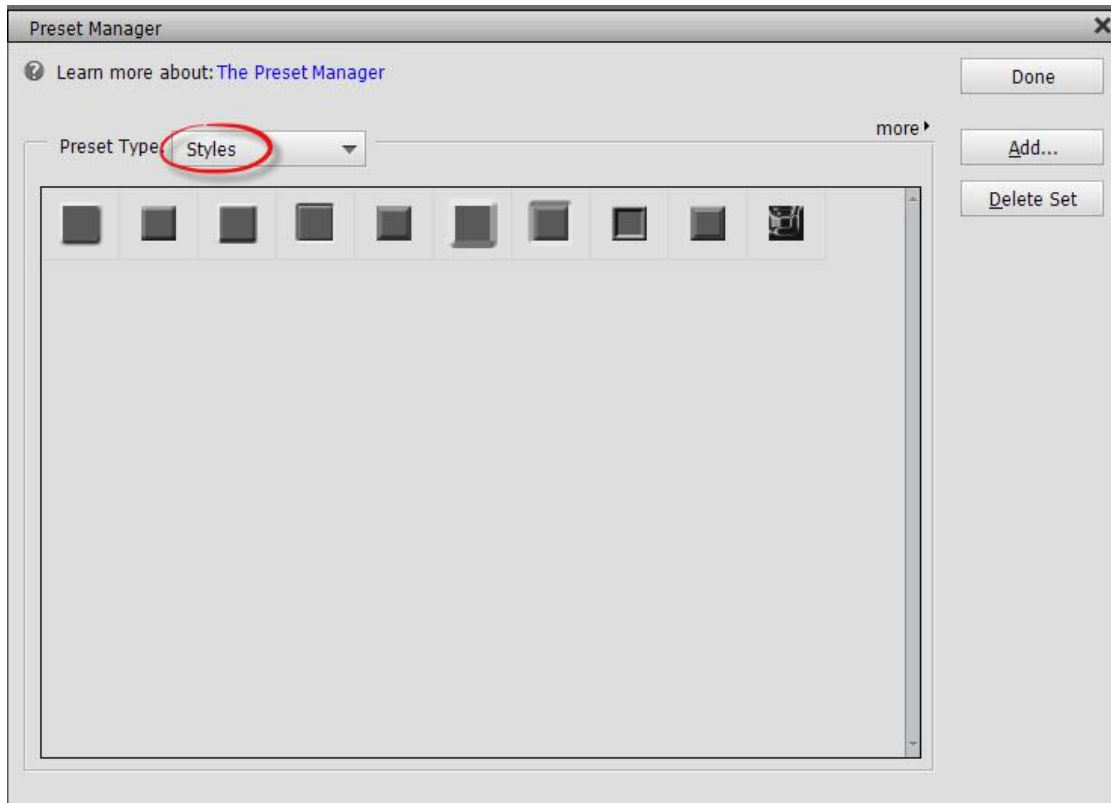 Preset Manager
Learn more about: The Preset Manager
Done
more
Preset Type:
Styles
Add...
Delete Set